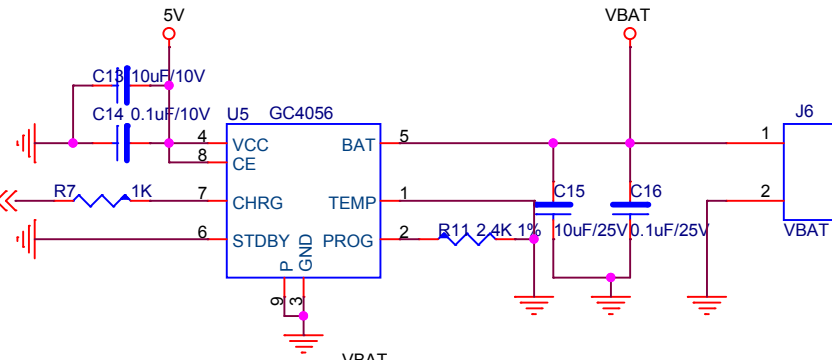 5V
VBAT
C13 10uF/10V
C14 0.1uF/10V
U5 GC4056
J6
4 VCC BAT 5
1
8 CE
R7 1K 7 CHRG TEMP 1
C15 C16
2
6 STDBY PROG 2 R11 2.4K 1% 10uF/25V 0.1uF/25V VBAT
P GND
9 3
VBAT